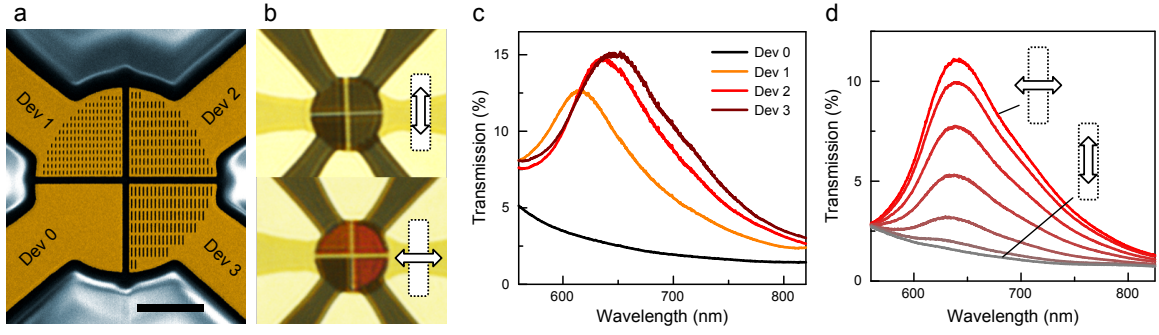 a
Dev 1
Dev 2
Dev 0
Dev 3
b
c
Transmission (%)
15
10
5
0
600
700
800
Wavelength (nm)
Dev 0
Dev 1
Dev 2
Dev 3
d
Transmission (%)
10
5
0
600
700
800
Wavelength (nm)